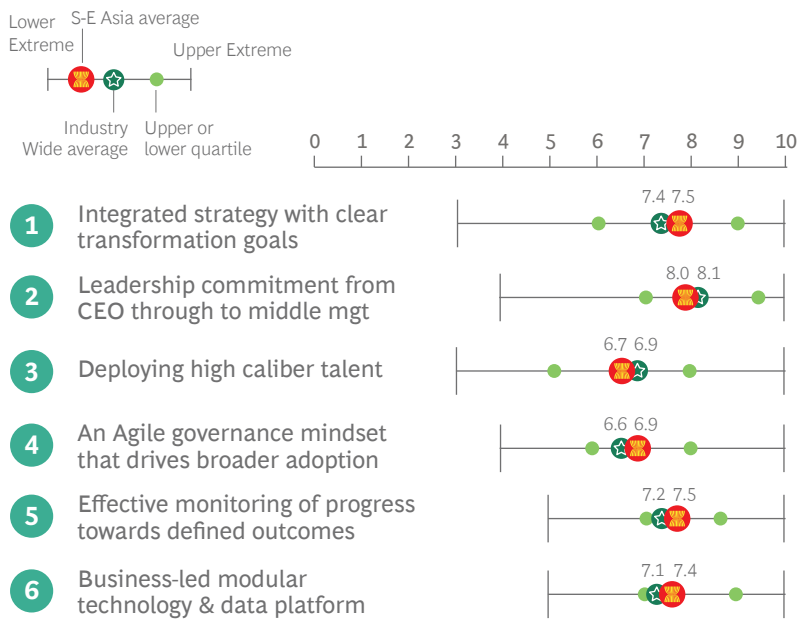 Lower
Extreme
S-E Asia average
Upper Extreme
Industry
Wide average
Upper or
lower quartile
0 1 2 3 4 5 6 7 8 9 10
1
Integrated strategy with clear
transformation goals
7.4 7.5
2
Leadership commitment from
CEO through to middle mgt
8.0 8.1
3
Deploying high caliber talent
6.7 6.9
4
An Agile governance mindset
that drives broader adoption
6.6 6.9
5
Effective monitoring of progress
towards defined outcomes
7.2 7.5
6
Business-led modular
technology & data platform
7.1 7.4